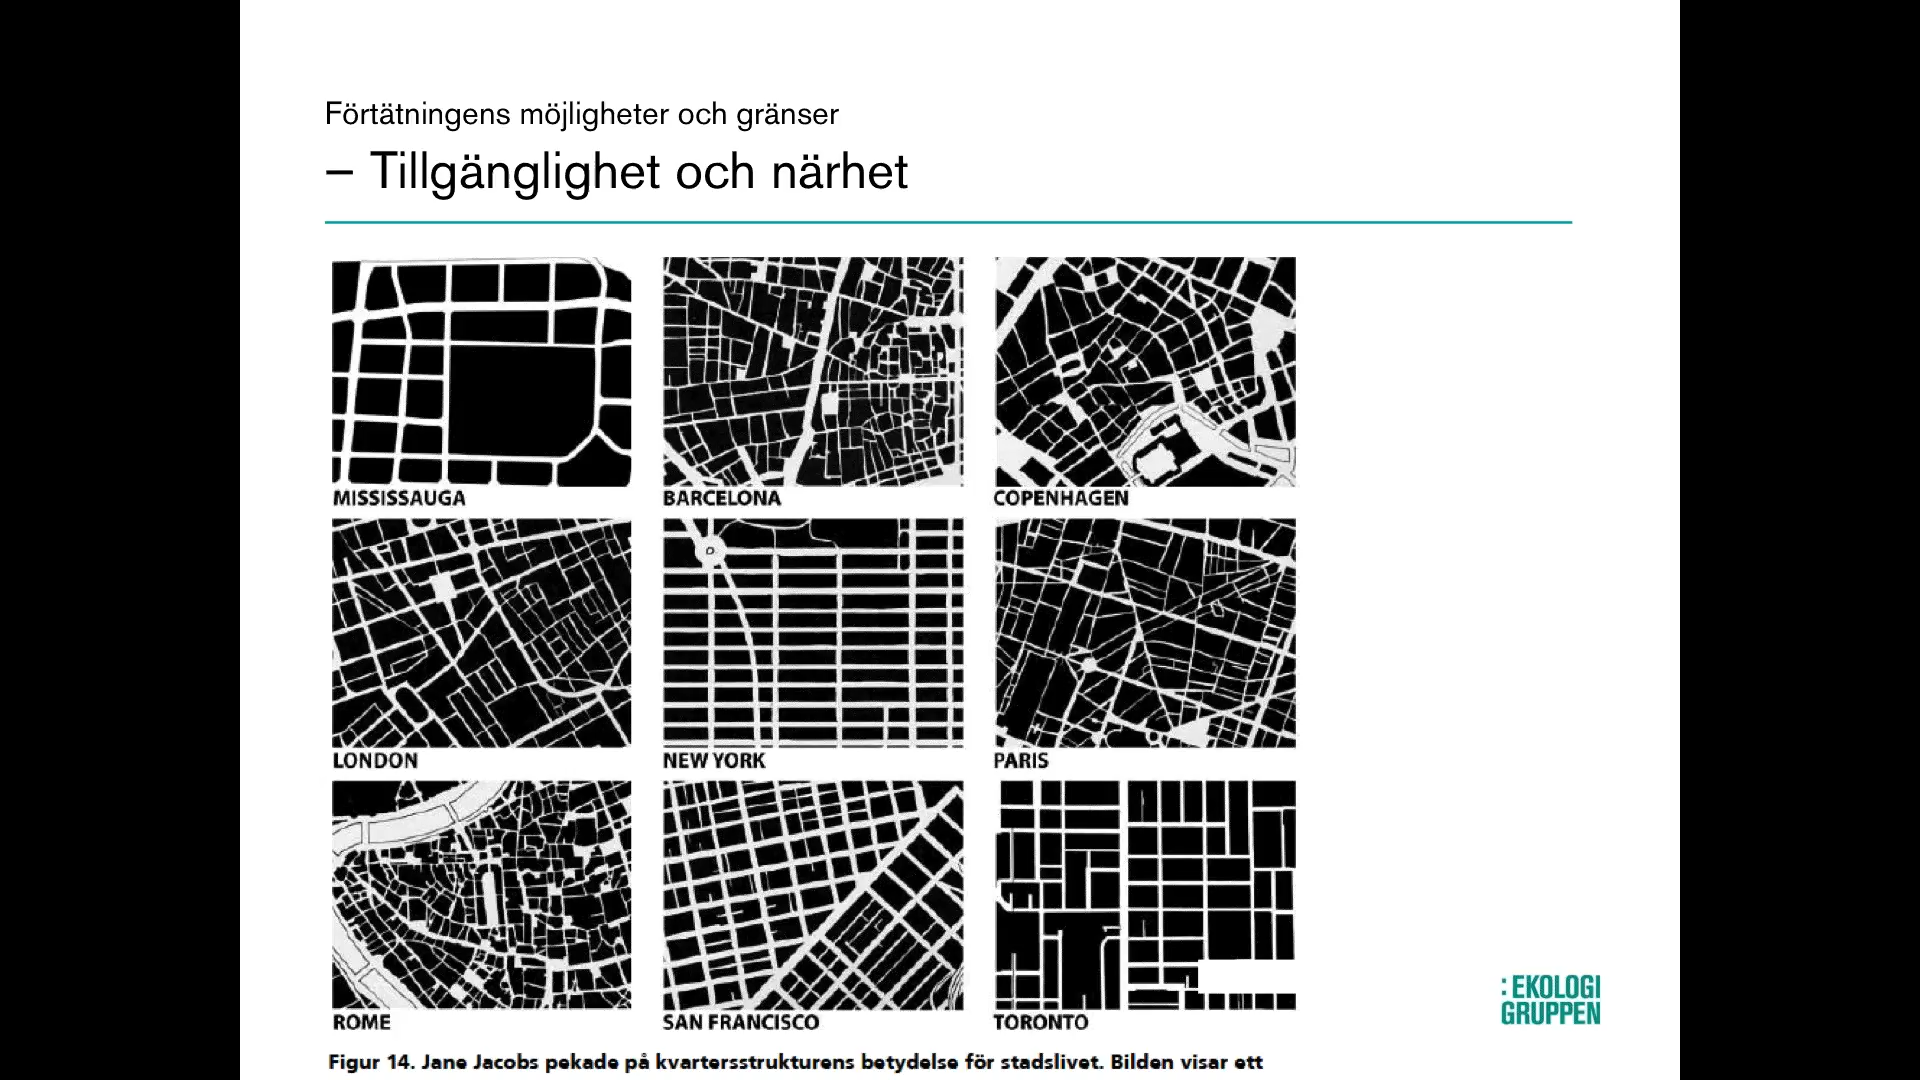 Förtätningens möjligheter och gränser
– Tillgänglighet och närhet
MISSISSAUGA
BARCELONA
COPENHAGEN
LONDON
NEW YORK
PARIS
ROME
SAN FRANCISCO
TORONTO
:EKOLOGI
GRUPPEN
Figur 14. Jane Jacobs pekade på kvartersstrukturens betydelse för stadslivet. Bilden visar ett